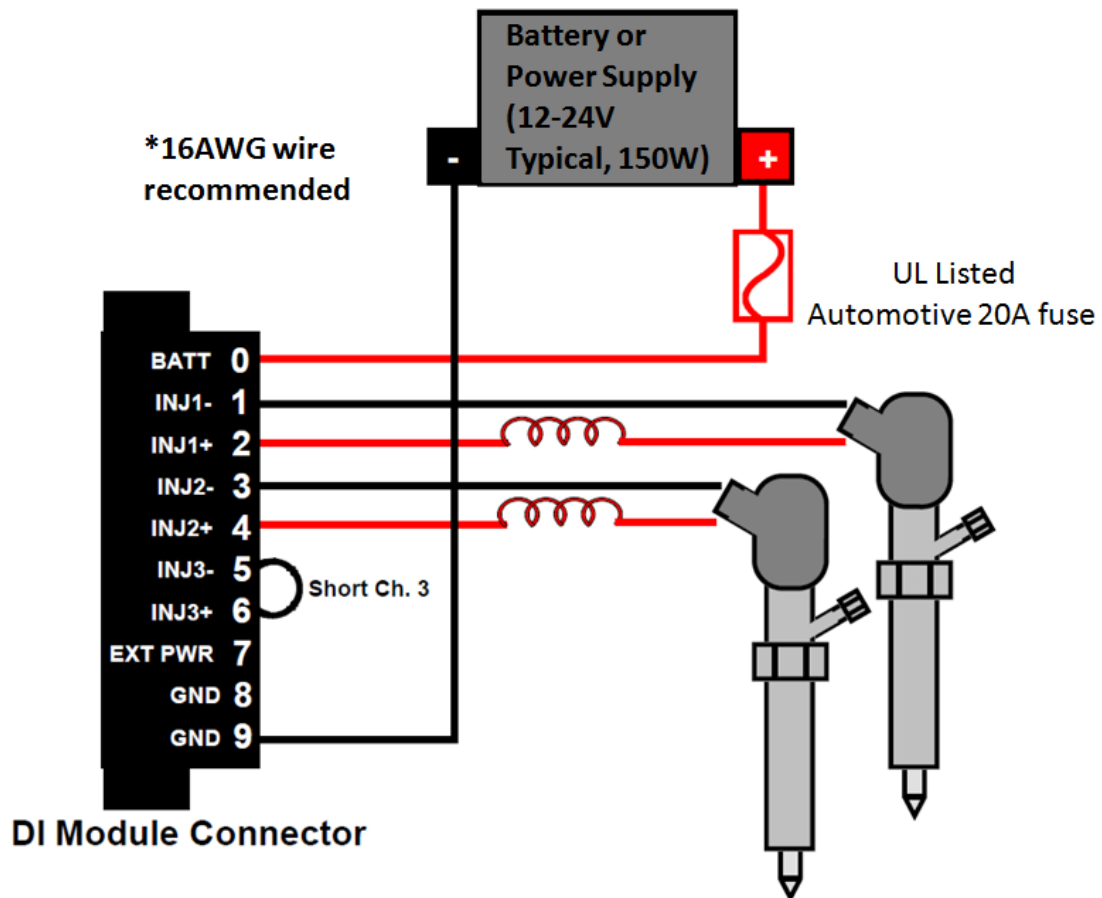 Battery or
Power Supply
(12-24V
Typical, 150W)
- +
*16AWG wire
recommended
UL Listed
Automotive 20A fuse
BATT 0
INJ1- 1
INJ1+ 2
INJ2- 3
INJ2+ 4
INJ3- 5
Short Ch. 3
INJ3+ 6
EXT PWR 7
GND 8
GND 9
DI Module Connector